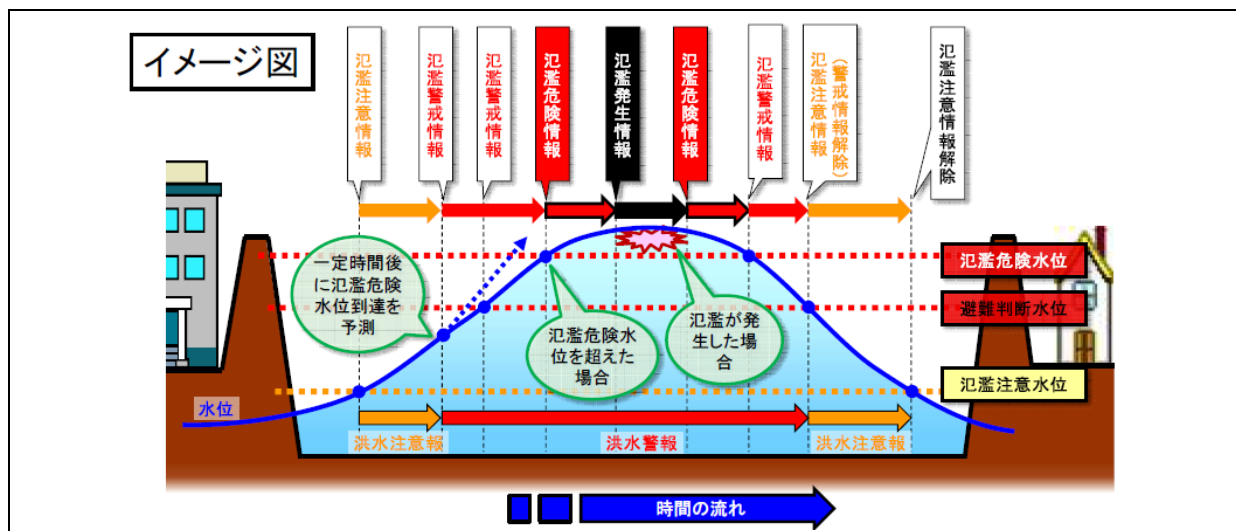 イメージ図
氾濫注意情報
氾濫警戒情報
氾濫警戒情報
氾濫危険情報
氾濫発生情報
氾濫危険情報
氾濫警戒情報
氾濫注意情報
（警戒情報解除）
氾濫注意情報解除
一定時間後
に氾濫危険
水位到達を
予測
氾濫危険水
位を超えた
場合
氾濫が発
生した場
合
氾濫危険水位
避難判断水位
氾濫注意水位
水位
洪水注意報
洪水警報
洪水注意報
時間の流れ